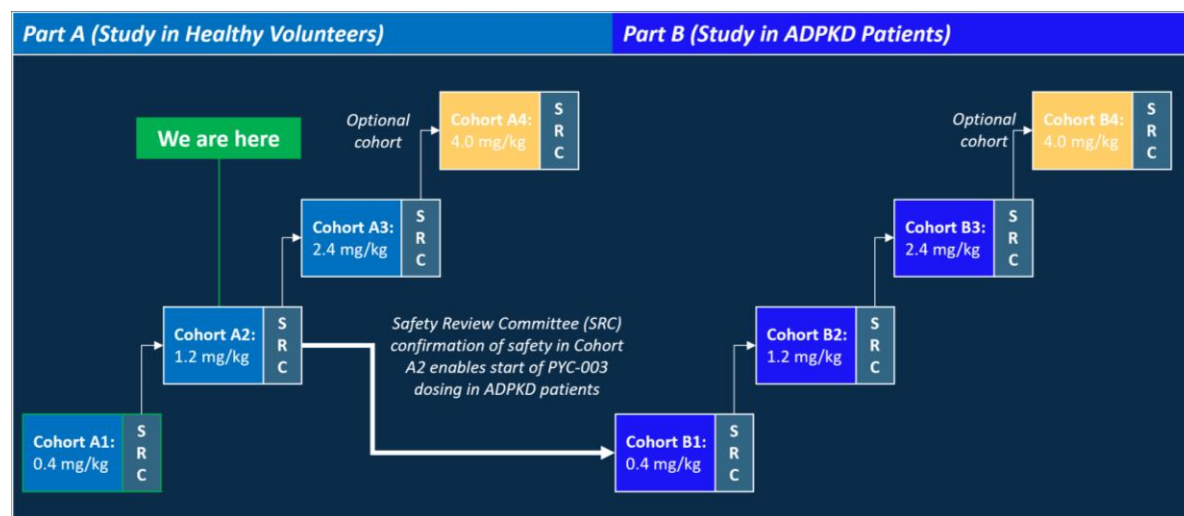 Part A (Study in Healthy Volunteers)
Part B (Study in ADPKD Patients)
We are here
Optional
cohort
Cohort A4:
4.0 mg/kg
S
R
C
Cohort A3:
2.4 mg/kg
S
R
C
Cohort A2:
1.2 mg/kg
S
R
C
Cohort A1:
0.4 mg/kg
S
R
C
Safety Review Committee (SRC)
confirmation of safety in Cohort
A2 enables start of PYC-003
dosing in ADPKD patients
Optional
cohort
Cohort B4:
4.0 mg/kg
S
R
C
Cohort B3:
2.4 mg/kg
S
R
C
Cohort B2:
1.2 mg/kg
S
R
C
Cohort B1:
0.4 mg/kg
S
R
C